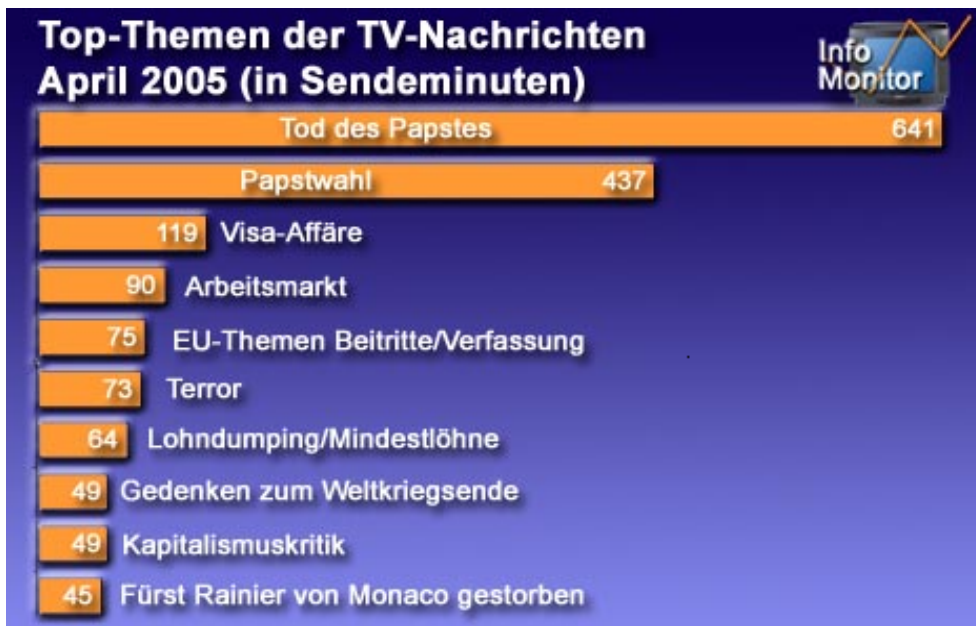 Top-Themen der TV-Nachrichten
April 2005 (in Sendeminuten)
Info
Monitor
Tod des Papstes 641
Papstwahl 437
119 Visa-Affäre
90 Arbeitsmarkt
75 EU-Themen Beitritte/Verfassung
73 Terror
64 Lohndumping/Mindestlöhne
49 Gedenken zum Weltkriegsende
49 Kapitalismuskritik
45 Fürst Rainier von Monaco gestorben